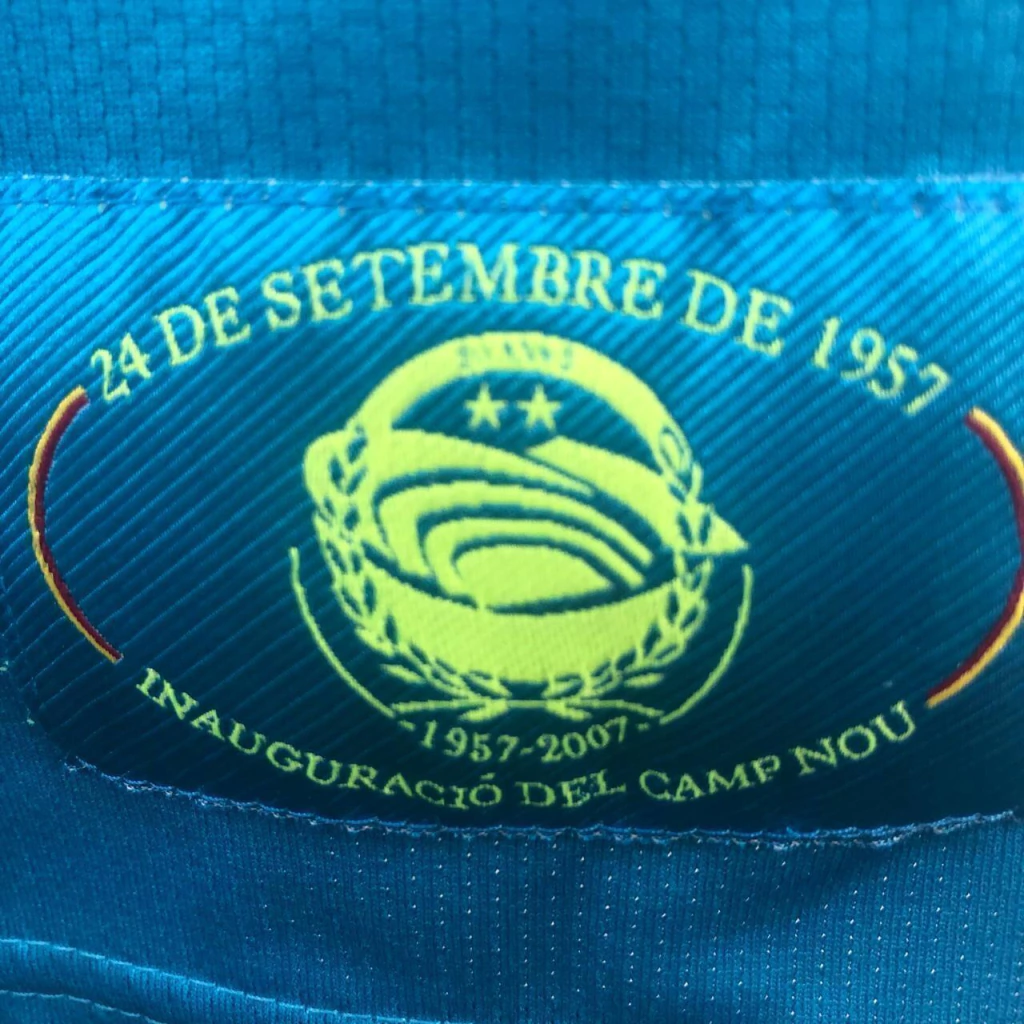 24 DE SETEMBRE DE 1957
-1957-2007-
INAUGURACIÓ DEL CAMP NOU